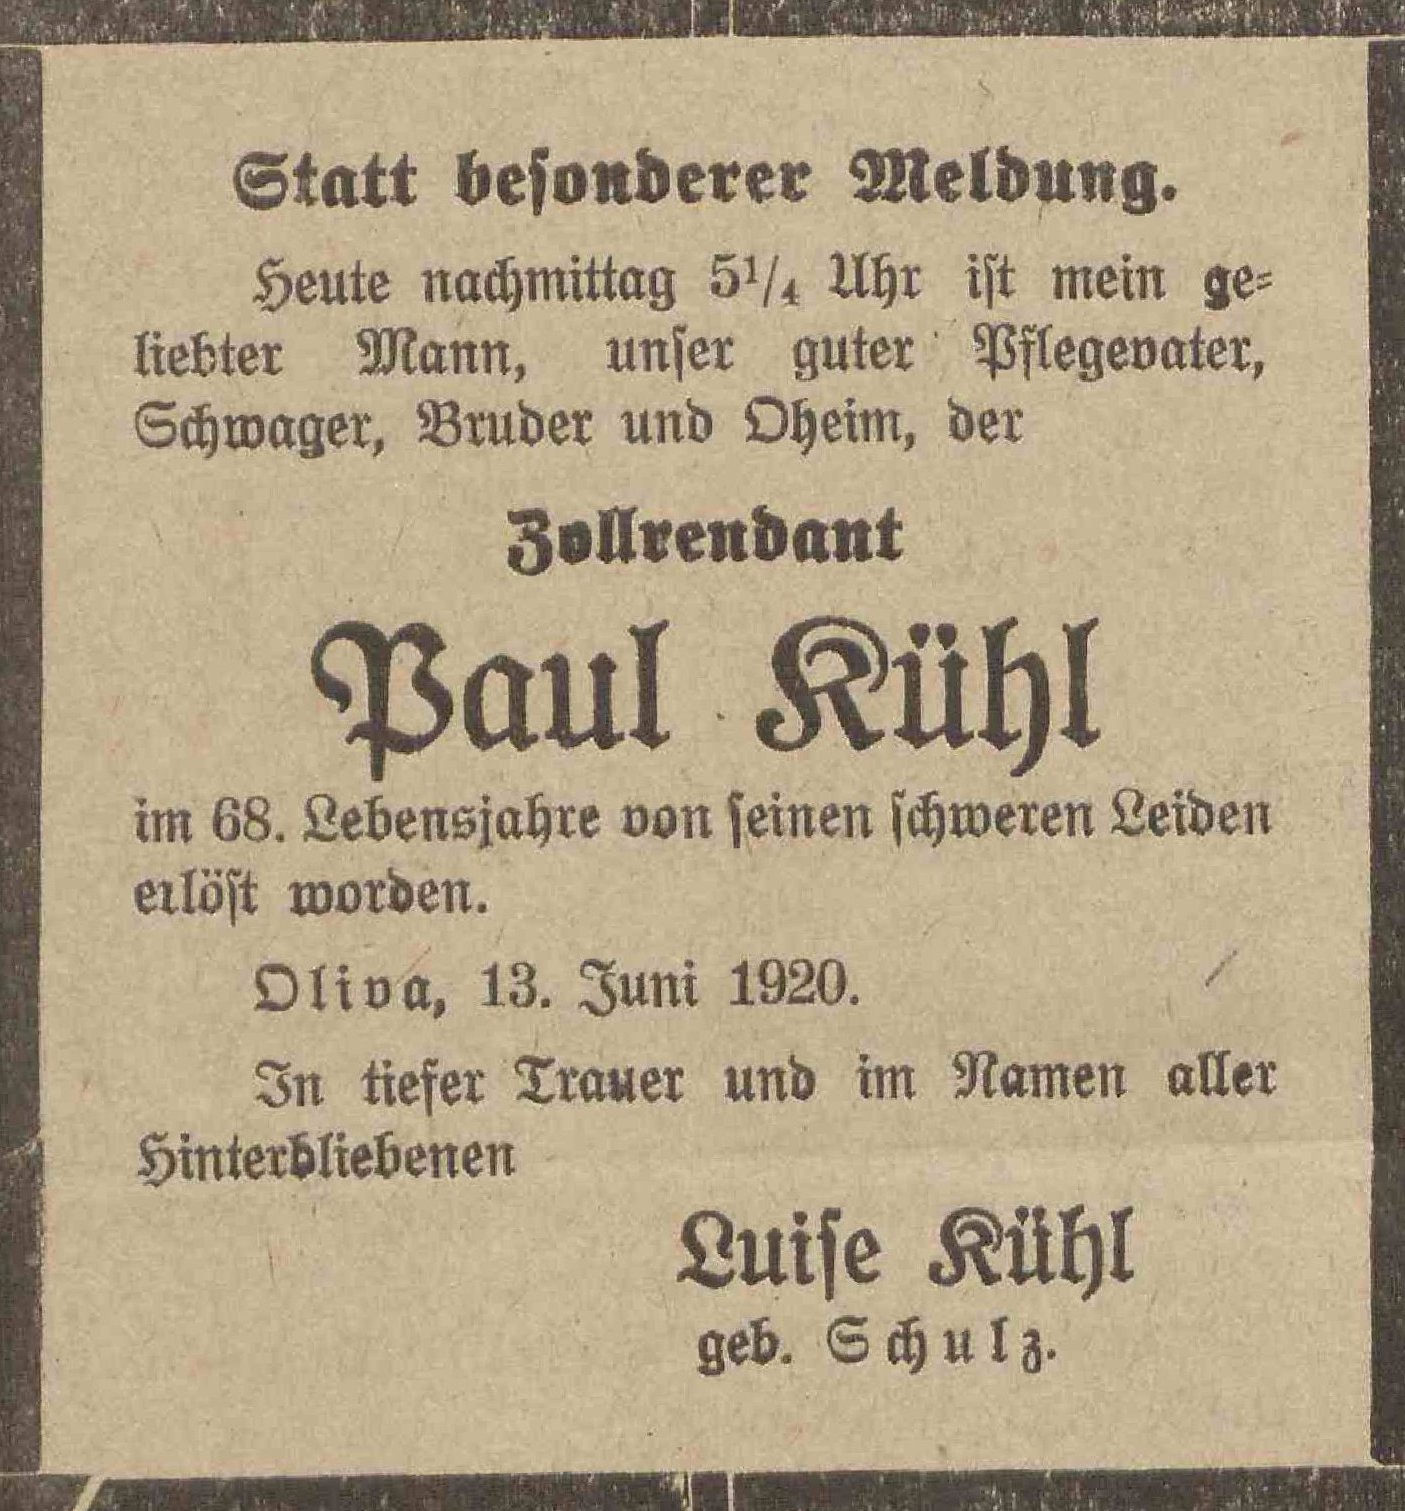 Statt besonderer Meldung.
Heute nachmittag 5¹/₄ Uhr ist mein ge-
liebter Mann, unser guter Pflegevater,
Schwager, Bruder und Oheim, der
Zollrendant
Paul Kühl
im 68. Lebensjahre von seinen schweren Leiden
erlöst worden.
Oliva, 13. Juni 1920.
In tiefer Trauer und im Namen aller
Hinterbliebenen
Luise Kühl
geb. Schulz.